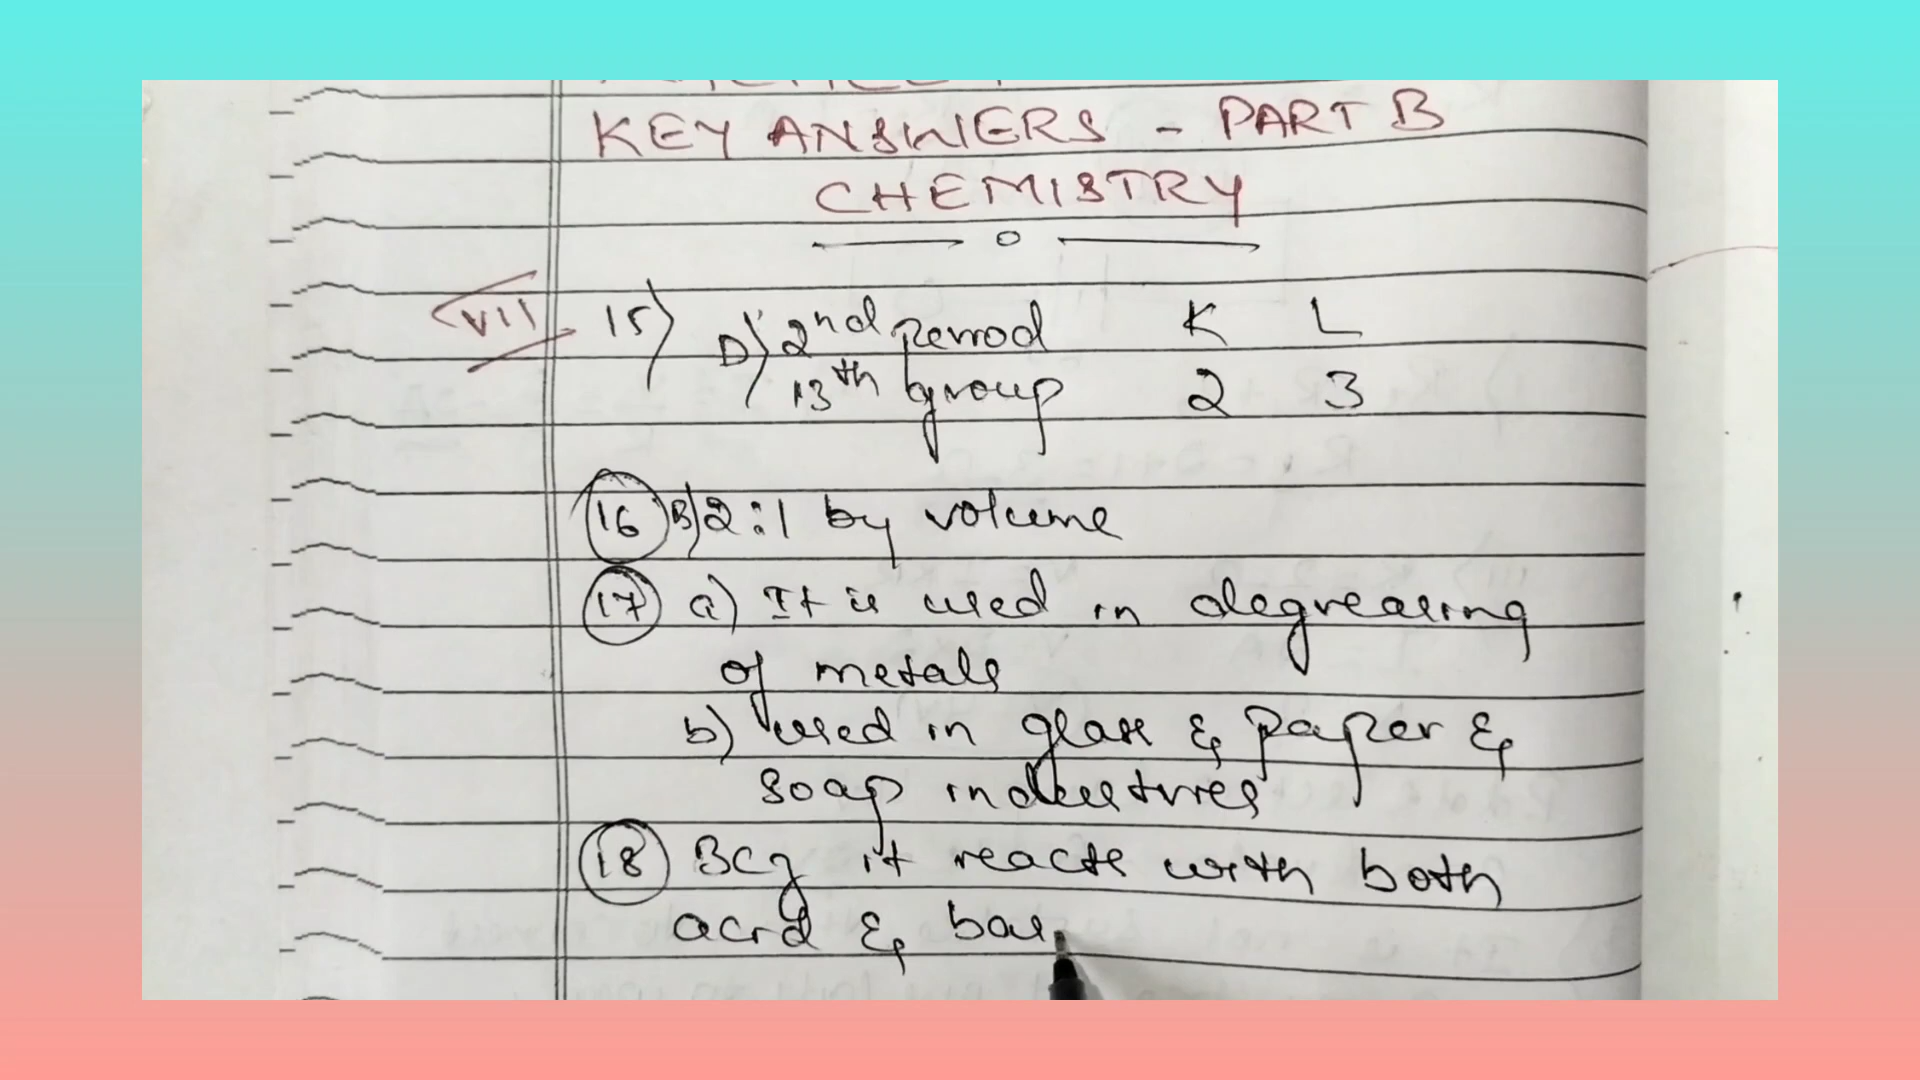 KEY ANSWERS - PART B
CHEMISTRY
VII 15) D) 2nd period K L
13th group 2 3
16 B) 2:1 by volume
17 a) It is used in degreasing
of metals
b) used in glass & paper &
soap industries
18 Bcz it reacts with both
acid & bas